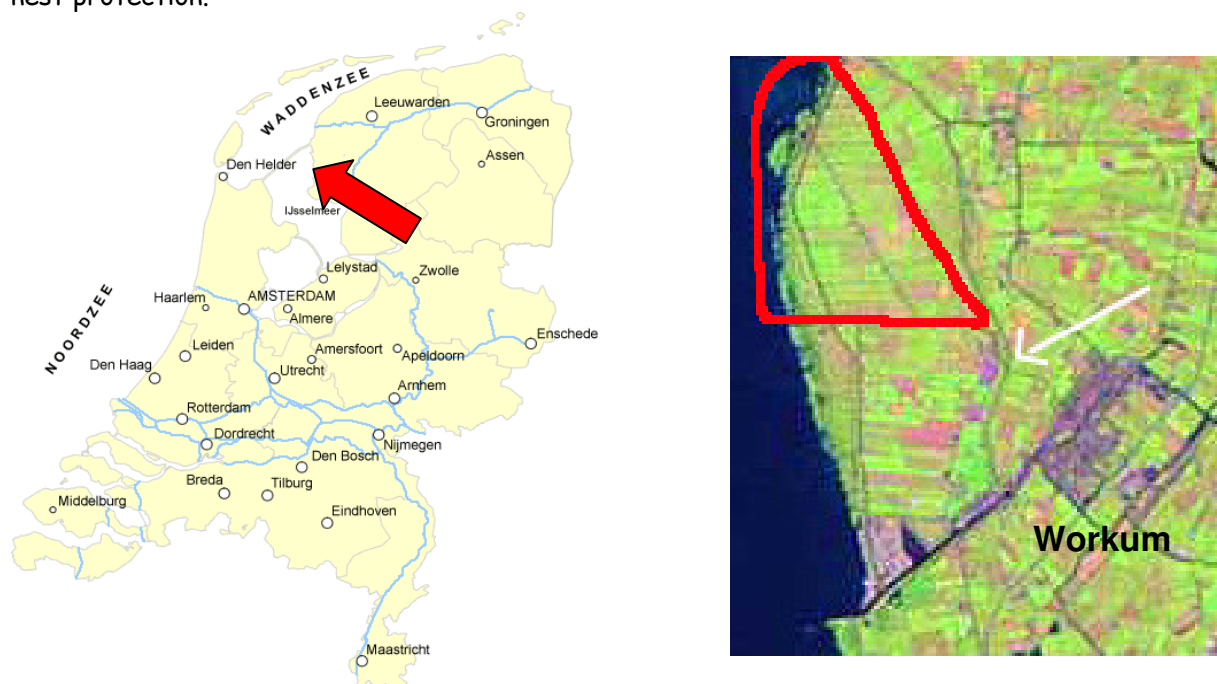 nest protection.
WADDENZEE
Leeuwarden
Groningen
Assen
Den Helder
IJsselmeer
Lelystad
Zwolle
NOORDZEE
Haarlem
AMSTERDAM
Almere
Enschede
Leiden
Amersfoort
Apeldoorn
Den Haag
Utrecht
Arnhem
Rotterdam
Dordrecht
Nijmegen
Den Bosch
Breda
Tilburg
Middelburg
Eindhoven
Maastricht
Workum